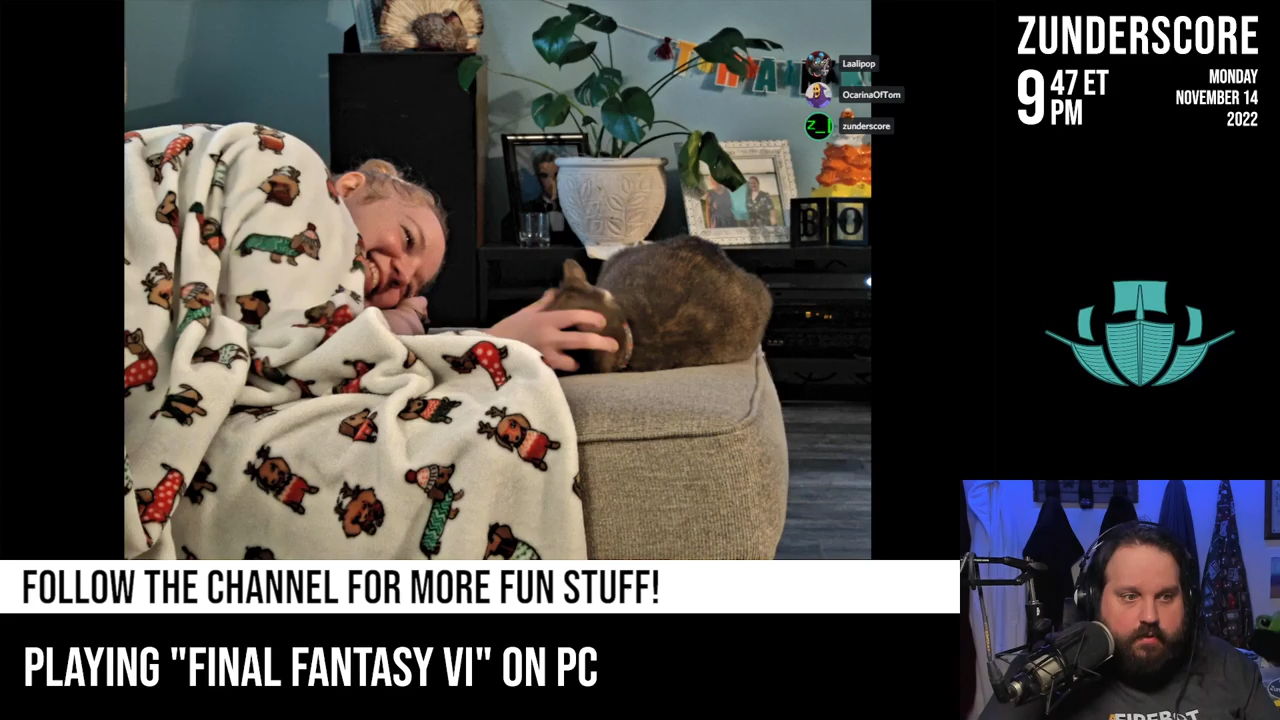 ZUNDERSCORE
9 47 ET
PM
MONDAY
NOVEMBER 14
2022
Laalipop
OcarinaOfTom
zunderscore
Z_
B O
FOLLOW THE CHANNEL FOR MORE FUN STUFF!
PLAYING "FINAL FANTASY VI" ON PC